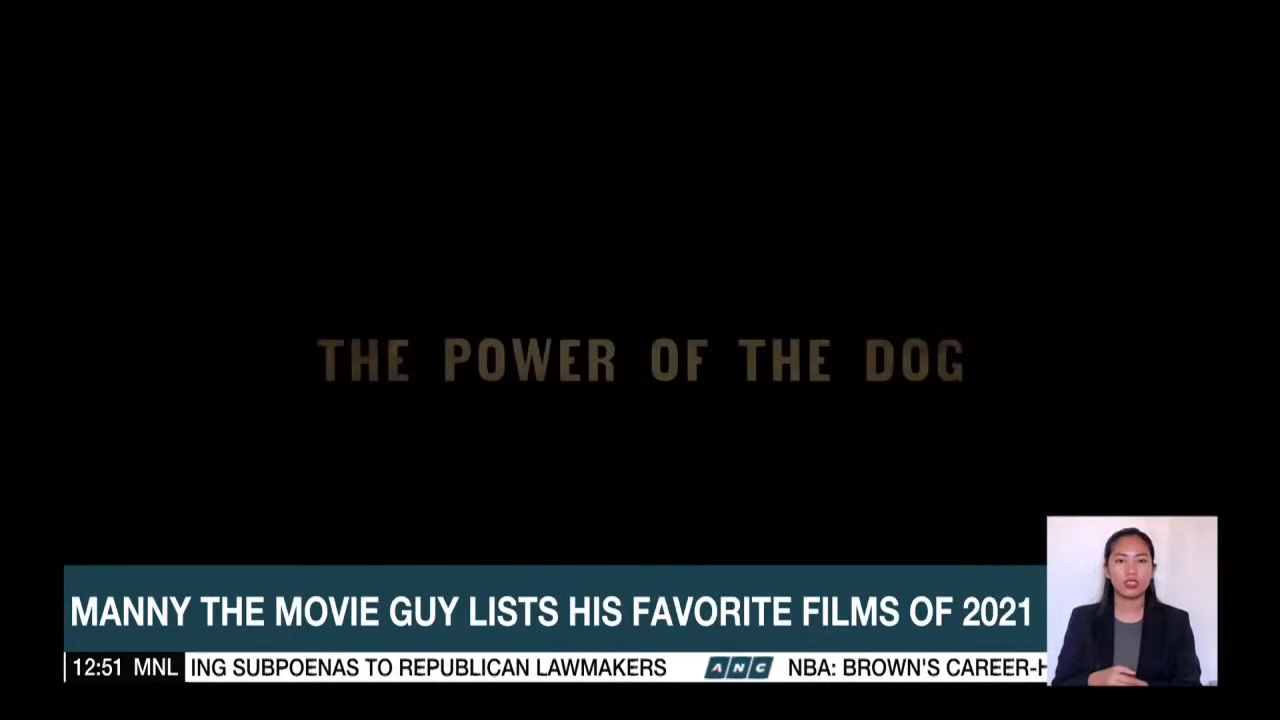 THE POWER OF THE DOG
MANNY THE MOVIE GUY LISTS HIS FAVORITE FILMS OF 2021
12:51 MNL ING SUBPOENAS TO REPUBLICAN LAWMAKERS ANC NBA: BROWN'S CAREER-H